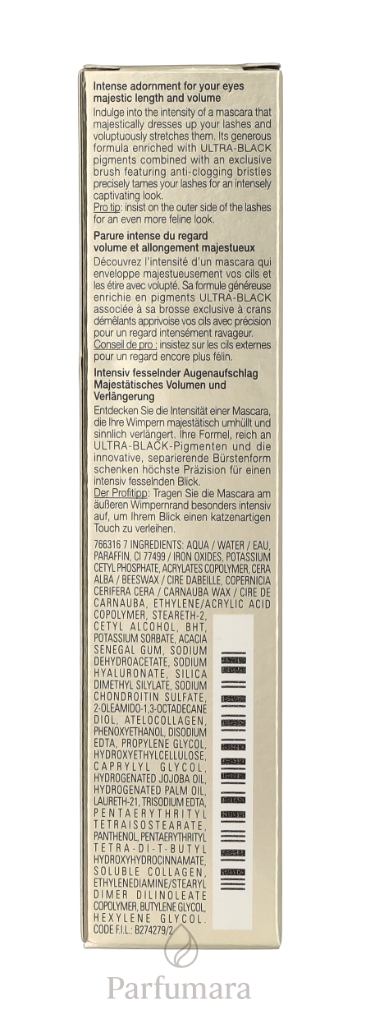 Intense adornment for your eyes
majestic length and volume
Indulge into the intensity of a mascara that
majestically dresses up your lashes and
voluptuously stretches them. Its generous
formula enriched with ULTRA-BLACK
pigments combined with an exclusive
brush featuring anti-clogging bristles
precisely tames your lashes for an intensely
captivating look.
Pro tip: insist on the outer side of the lashes
for an even more feline look.
Parure intense du regard
volume et allongement majestueux
Découvrez l'intensité d'un mascara qui
enveloppe majestueusement vos cils et
les étire avec volupté. Sa formule généreuse
enrichie en pigments ULTRA-BLACK
associée à sa brosse exclusive à crans
démêlants apprivoise vos cils avec précision
pour un regard intensément ravageur.
Conseil de pro : insistez sur les cils externes
pour un regard encore plus félin.
Intensiv fesselnder Augenaufschlag
Majestätisches Volumen und
Verlängerung
Entdecken Sie die Intensität einer Mascara,
die Ihre Wimpern majestätisch umhüllt und
sinnlich verlängert. Ihre Formel, reich an
ULTRA-BLACK-Pigmenten und die
innovative, separierende Bürstenform
schenken höchste Präzision für einen
intensiv fesselnden Blick.
Der Profitipp: Tragen Sie die Mascara am
äußeren Wimpernrand besonders intensiv
auf, um Ihrem Blick einen katzenartigen
Touch zu verleihen.
766316 7 INGREDIENTS: AQUA / WATER / EAU,
PARAFFIN, CI 77499 / IRON OXIDES, POTASSIUM
CETYL PHOSPHATE, ACRYLATES COPOLYMER, CERA
ALBA / BEESWAX / CIRE DABEILLE, COPERNICIA
CERIFERA CERA / CARNAUBA WAX / CIRE DE
CARNAUBA, ETHYLENE/ACRYLIC ACID
COPOLYMER, STEARETH-2,
CETYL ALCOHOL, BHT,
POTASSIUM SORBATE, ACACIA
SENEGAL GUM, SODIUM
DEHYDROACETATE, SODIUM
HYALURONATE, SILICA
DIMETHYL SILYLATE, SODIUM
CHONDROITIN SULFATE,
2-OLEAMIDO-1,3-OCTADECANE
DIOL, ATELOCOLLAGEN,
PHENOXYETHANOL, DISODIUM
EDTA, PROPYLENE GLYCOL,
HYDROXYETHYLCELLULOSE,
CAPRYLYL GLYCOL,
HYDROGENATED JOJOBA OIL,
HYDROGENATED PALM OIL,
LAURETH-21, TRISODIUM EDTA,
PENTAERYTHRITYL
TETRAISOSTEARATE,
PANTHENOL, PENTAERYTHRITYL
TETRA-DI-T-BUTYL
HYDROXYHYDROCINNAMATE,
SOLUBLE COLLAGEN,
ETHYLENEDIAMINE/STEARYL
DIMER DILINOLEATE
COPOLYMER, BUTYLENE GLYCOL,
HEXYLENE GLYCOL.
CODE F.I.L.: B274279/2
Parfumara